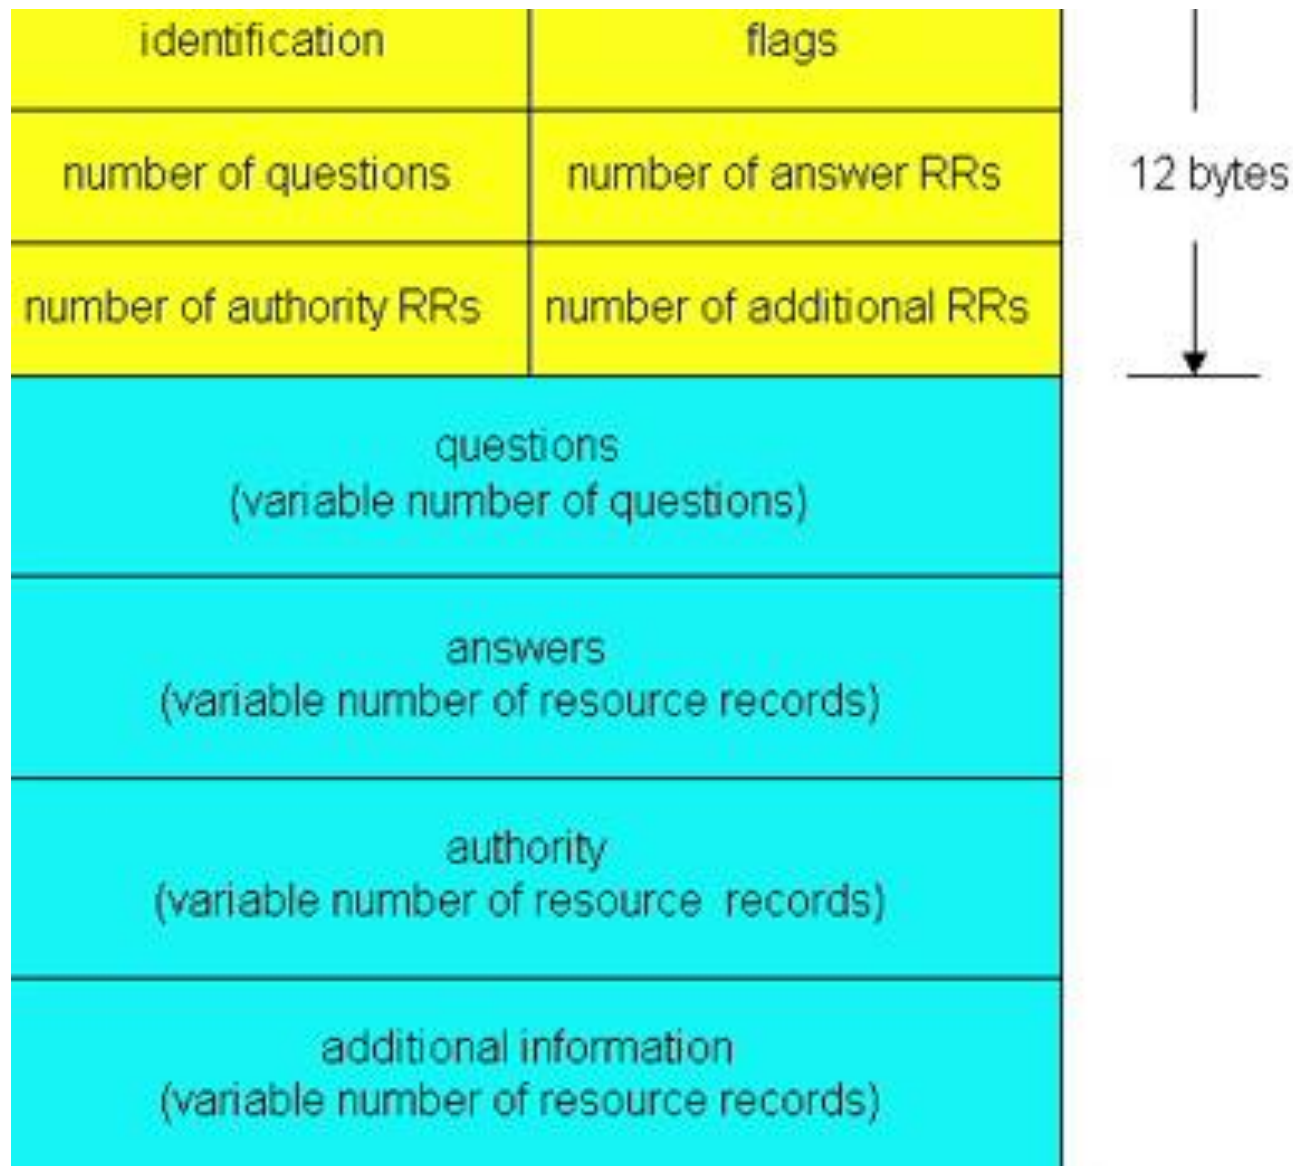 identification flags
number of questions number of answer RRs 12 bytes
number of authority RRs number of additional RRs
questions
(variable number of questions)
answers
(variable number of resource records)
authority
(variable number of resource records)
additional information
(variable number of resource records)